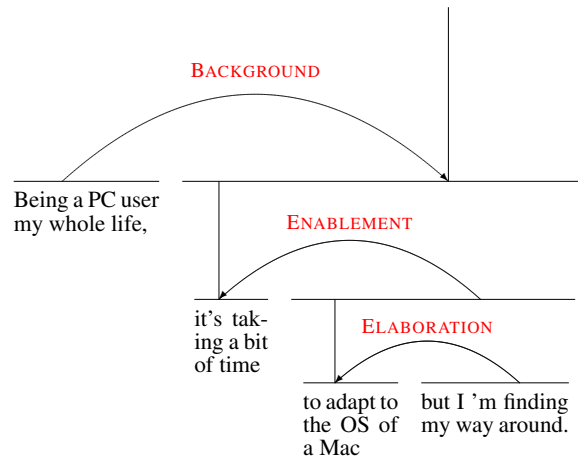 BACKGROUND
Being a PC user
my whole life,
ENABLEMENT
it's tak-
ing a bit
of time
ELABORATION
to adapt to
the OS of
a Mac
but I 'm finding
my way around.